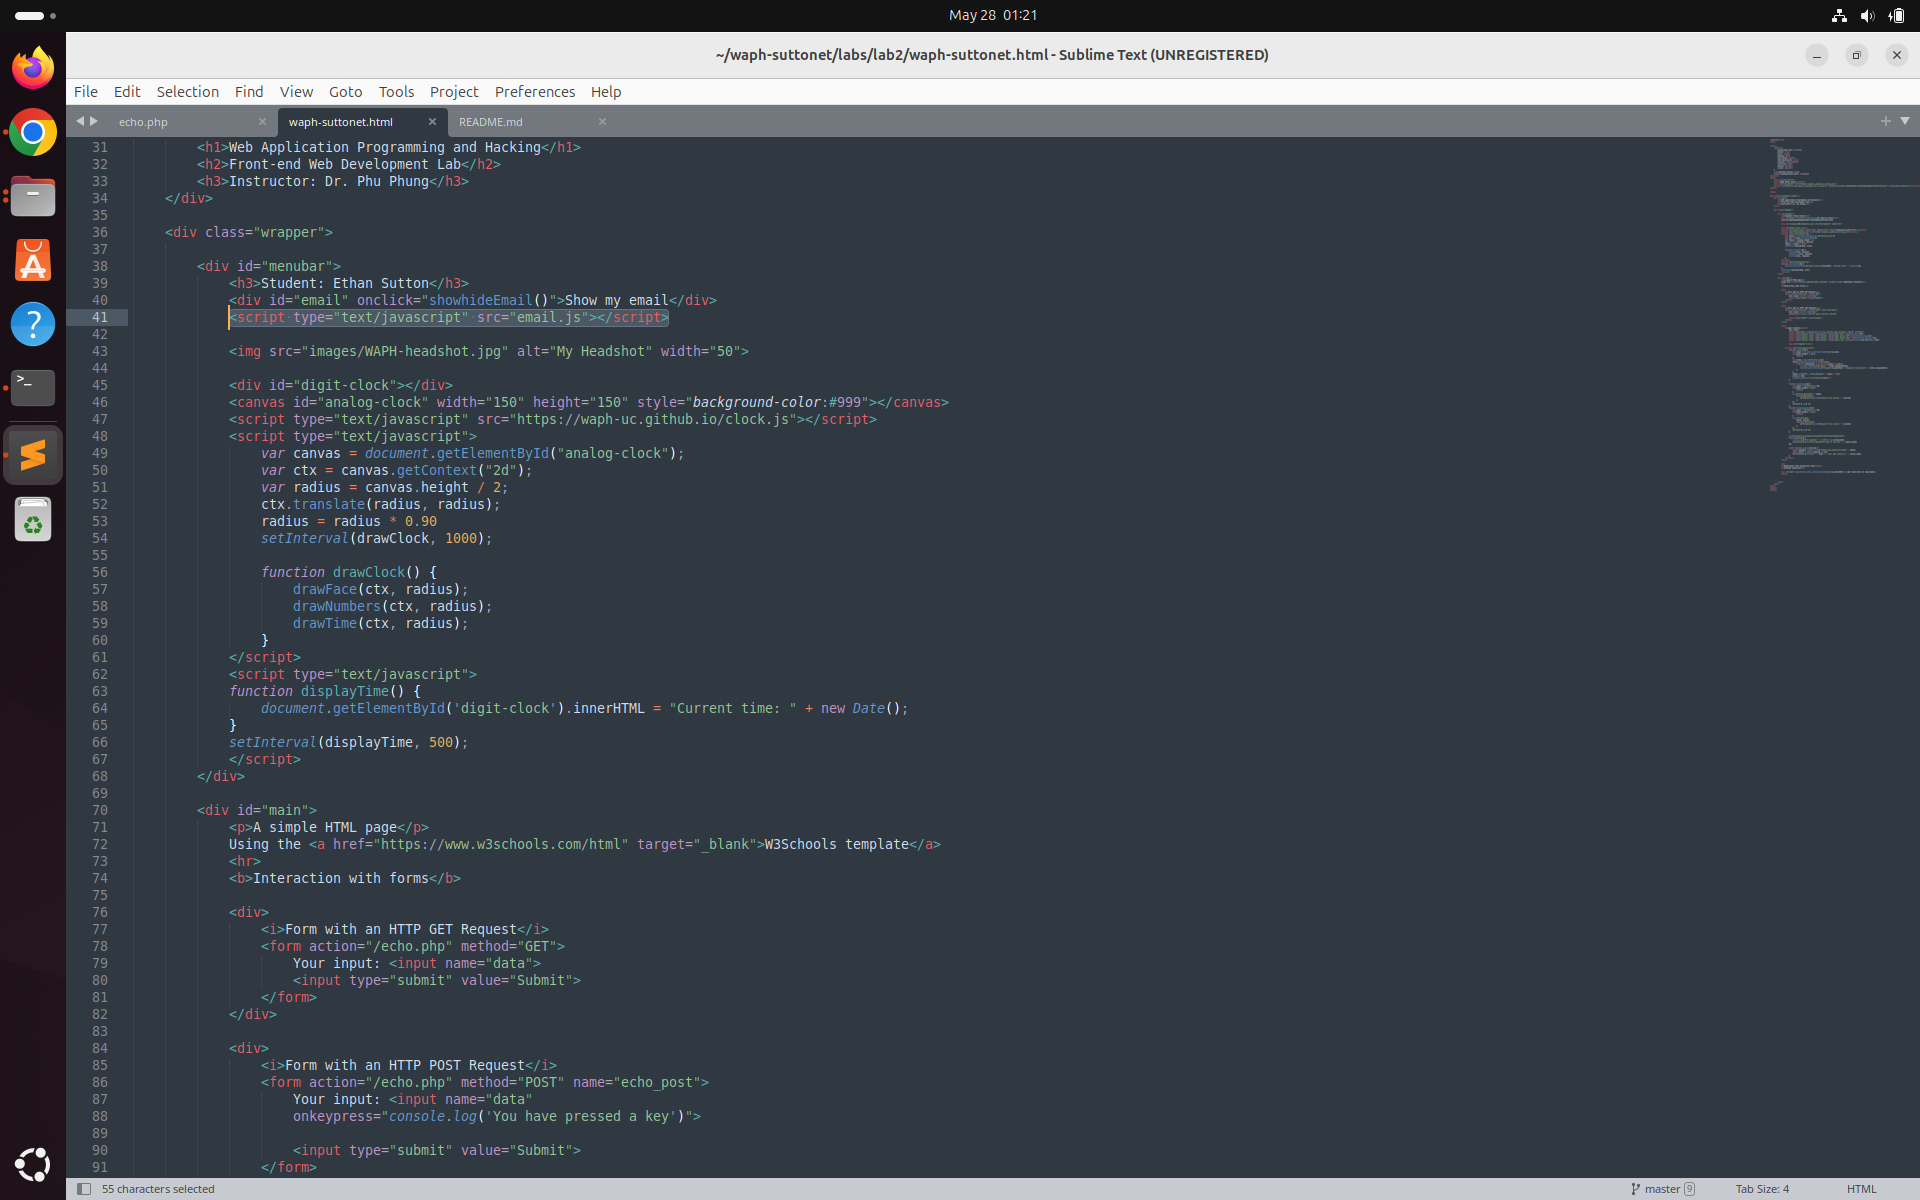 May 28 01:21
~/waph-suttonet/labs/lab2/waph-suttonet.html - Sublime Text (UNREGISTERED)
File Edit Selection Find View Goto Tools Project Preferences Help
echo.php waph-suttonet.html README.md
31 <h1>Web Application Programming and Hacking</h1>
32 <h2>Front-end Web Development Lab</h2>
33 <h3>Instructor: Dr. Phu Phung</h3>
34 </div>
35
36 <div class="wrapper">
37
38 <div id="menubar">
39 <h3>Student: Ethan Sutton</h3>
40 <div id="email" onclick="showhideEmail()">Show my email</div>
41 <script type="text/javascript" src="email.js"></script>
42
43 <img src="images/WAPH-headshot.jpg" alt="My Headshot" width="50">
44
45 <div id="digit-clock"></div>
46 <canvas id="analog-clock" width="150" height="150" style="background-color:#999"></canvas>
47 <script type="text/javascript" src="https://waph-uc.github.io/clock.js"></script>
48 <script type="text/javascript">
49 var canvas = document.getElementById("analog-clock");
50 var ctx = canvas.getContext("2d");
51 var radius = canvas.height / 2;
52 ctx.translate(radius, radius);
53 radius = radius * 0.90
54 setInterval(drawClock, 1000);
55
56 function drawClock() {
57 drawFace(ctx, radius);
58 drawNumbers(ctx, radius);
59 drawTime(ctx, radius);
60 }
61 </script>
62 <script type="text/javascript">
63 function displayTime() {
64 document.getElementById('digit-clock').innerHTML = "Current time: " + new Date();
65 }
66 setInterval(displayTime, 500);
67 </script>
68 </div>
69
70 <div id="main">
71 <p>A simple HTML page</p>
72 Using the <a href="https://www.w3schools.com/html" target="_blank">W3Schools template</a>
73 <hr>
74 <b>Interaction with forms</b>
75
76 <div>
77 <i>Form with an HTTP GET Request</i>
78 <form action="/echo.php" method="GET">
79 Your input: <input name="data">
80 <input type="submit" value="Submit">
81 </form>
82 </div>
83
84 <div>
85 <i>Form with an HTTP POST Request</i>
86 <form action="/echo.php" method="POST" name="echo_post">
87 Your input: <input name="data"
88 onkeypress="console.log('You have pressed a key')">
89
90 <input type="submit" value="Submit">
91 </form>
55 characters selected master 9 Tab Size: 4 HTML